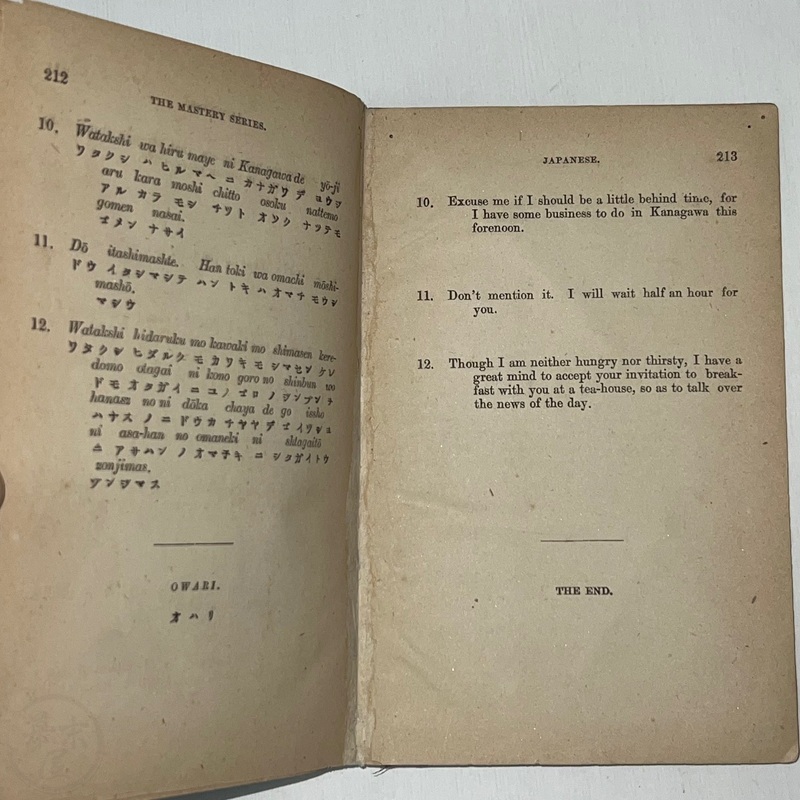 212
THE MASTERY SERIES.
10. Watakshi wa hiru maye ni Kanagawa de yō-ji
ワタクシ ハ ヒル マヘ ニ カナガワ デ ヨウジ
aru kara moshi chitto osoku nattemo
アル カラ モシ チツト オソク ナツテモ
gomen nasai.
ゴメン ナサイ
11. Dō itashimashte. Han toki wa omachi mōshi-
ドウ イタシマシテ ハン トキ ハ オマチ モウシ
mashō.
マシウ
12. Watakshi hidaruku mo kawaki mo shimasen kere-
ワタクシ ヒダルク モ カワキ モ シマセン ケレ
domo otagai ni kono goro no shinbun wo
ドモ オタガイ ニ コノ ゴロ ノ シンブン ヲ
hanasu no ni dōka chaya de go issho
ハナス ノ ニ ドウカ チヤヤ デ ゴ イツシユ
ni asa-han no omaneki ni shtagaitō
ニ アサハン ノ オマチキ ニ シタガイトウ
zonjimas.
ゾンジマス
OWARI.
オハリ
JAPANESE. 213
10. Excuse me if I should be a little behind time, for
I have some business to do in Kanagawa this
forenoon.
11. Don't mention it. I will wait half an hour for
you.
12. Though I am neither hungry nor thirsty, I have a
great mind to accept your invitation to break-
fast with you at a tea-house, so as to talk over
the news of the day.
THE END.